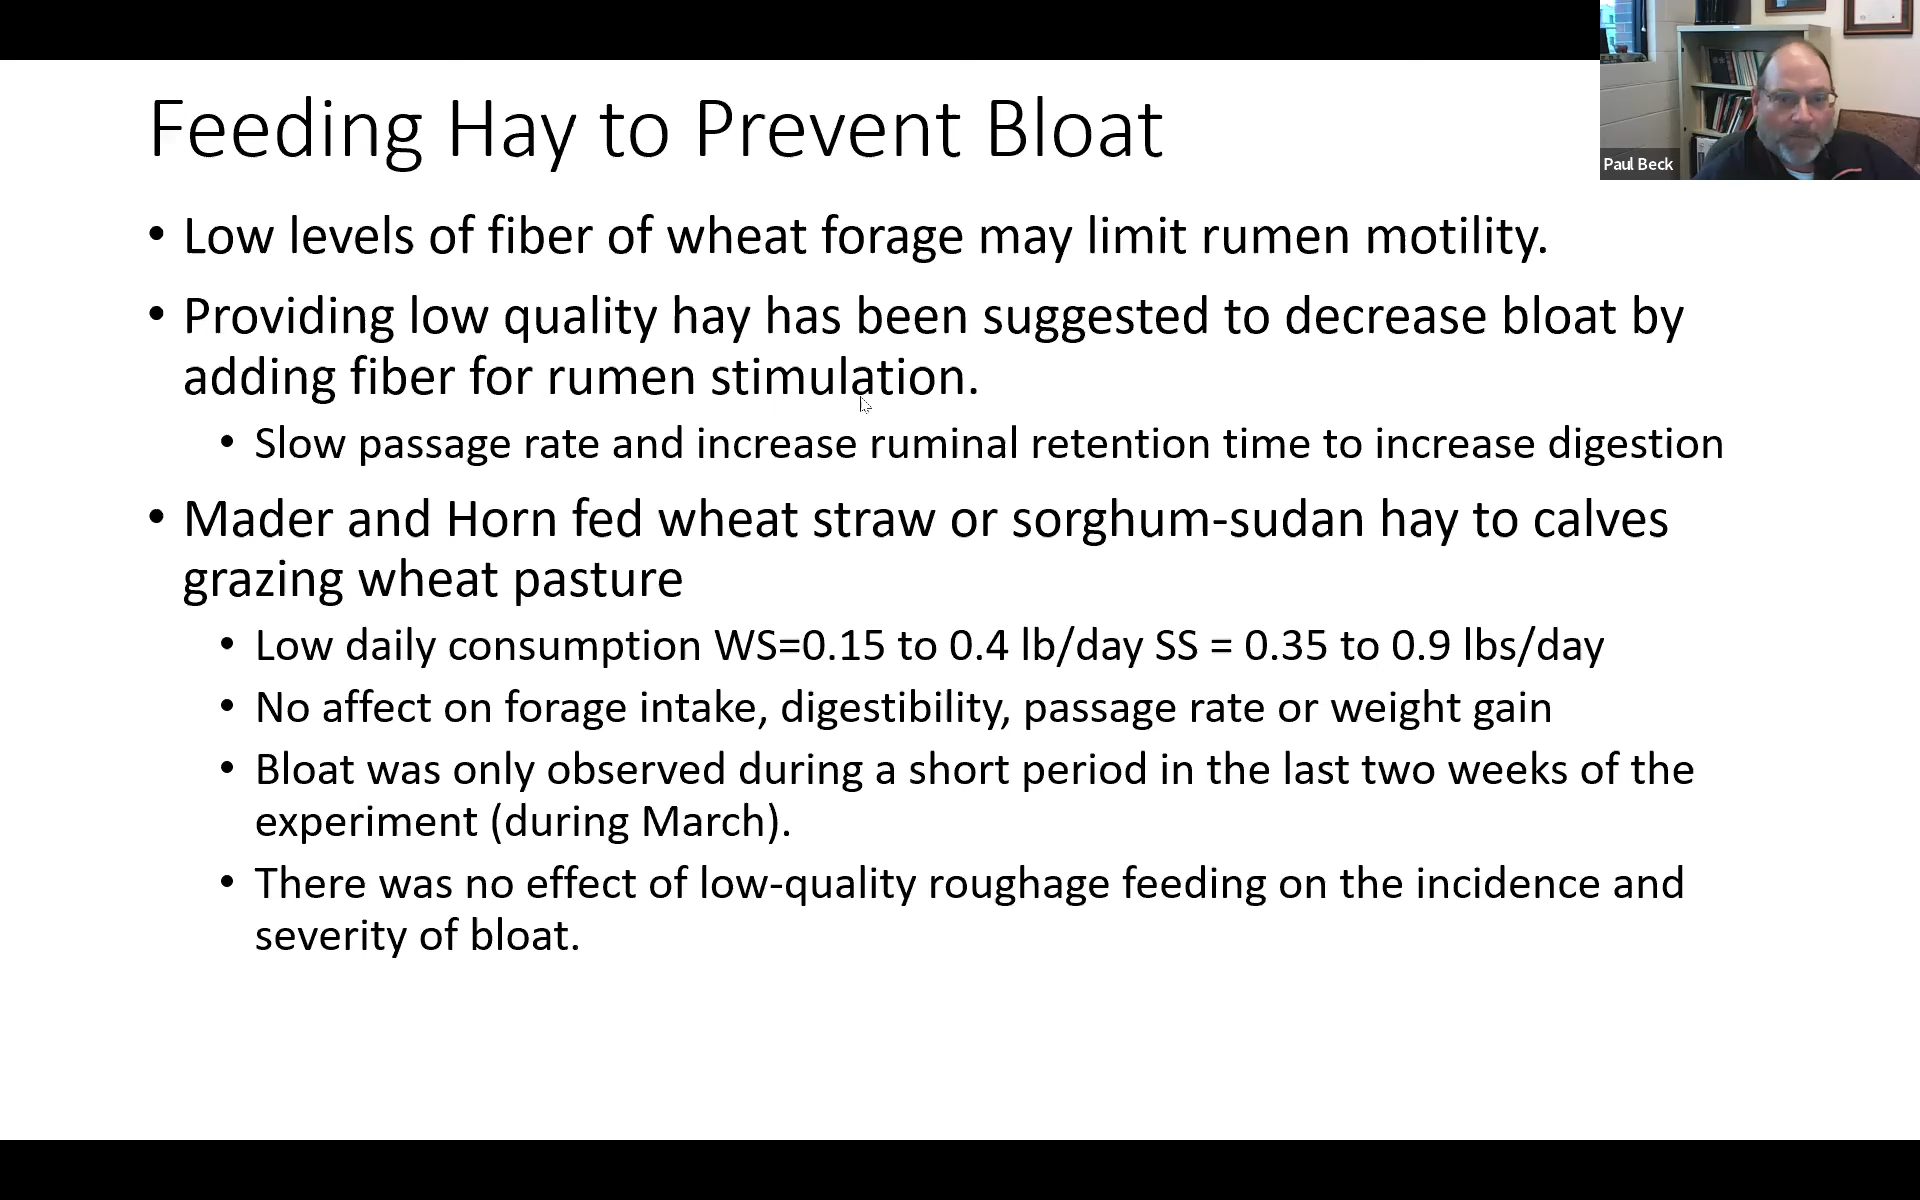 Feeding Hay to Prevent Bloat
Paul Beck
• Low levels of fiber of wheat forage may limit rumen motility.
• Providing low quality hay has been suggested to decrease bloat by
adding fiber for rumen stimulation.
• Slow passage rate and increase ruminal retention time to increase digestion
• Mader and Horn fed wheat straw or sorghum-sudan hay to calves
grazing wheat pasture
• Low daily consumption WS=0.15 to 0.4 lb/day SS = 0.35 to 0.9 lbs/day
• No affect on forage intake, digestibility, passage rate or weight gain
• Bloat was only observed during a short period in the last two weeks of the
experiment (during March).
• There was no effect of low-quality roughage feeding on the incidence and
severity of bloat.